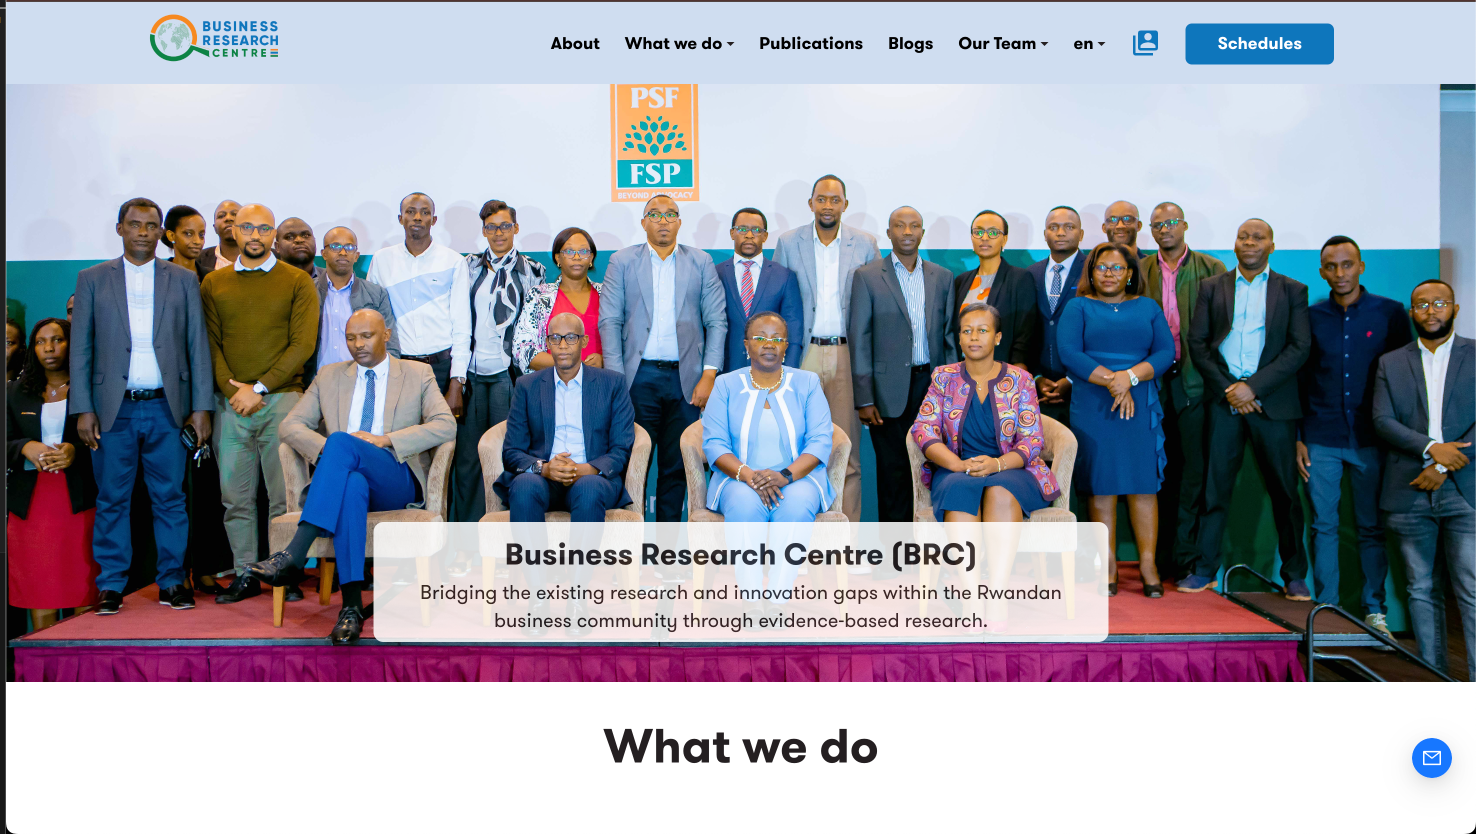 BUSINESS
RESEARCH
CENTRE
About
What we do
Publications
Blogs
Our Team
en
Schedules
PSF
FSP
BEYOND ADVOCACY
Business Research Centre (BRC)
Bridging the existing research and innovation gaps within the Rwandan
business community through evidence-based research.
What we do